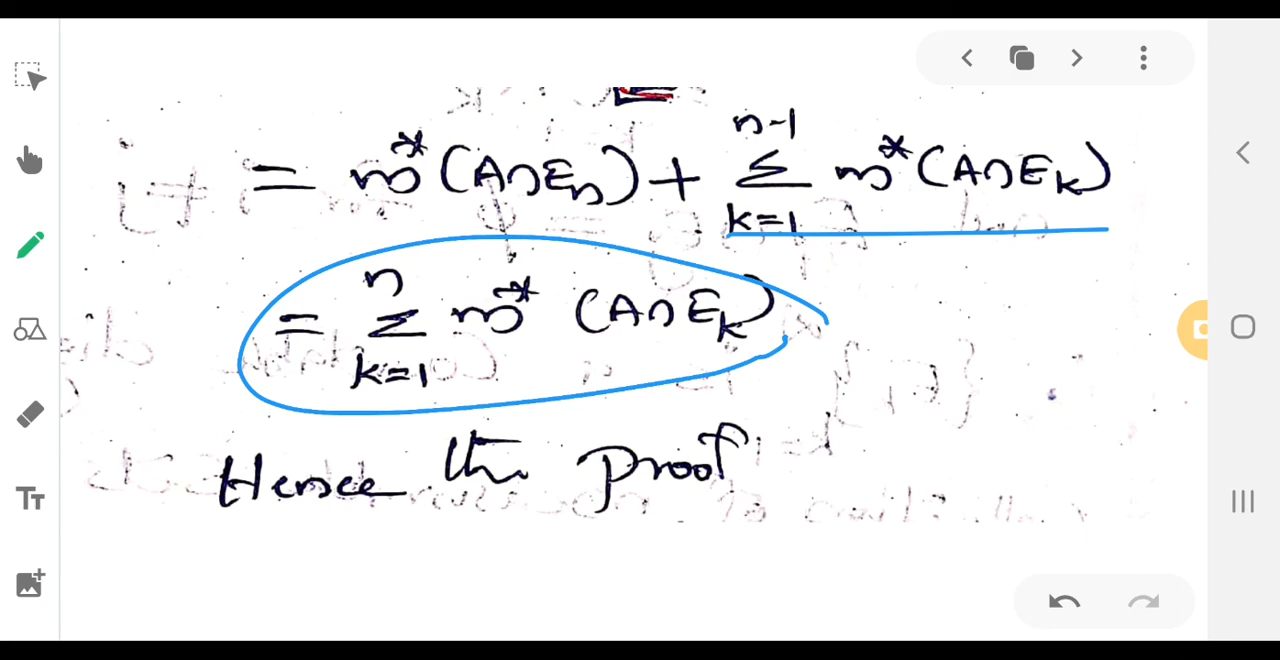 = m*(A∩Eₙ) + Σ_{k=1}^{n-1} m*(A∩Eₖ)
= Σ_{k=1}^{n} m* (A∩Eₖ)
Hence the Proof